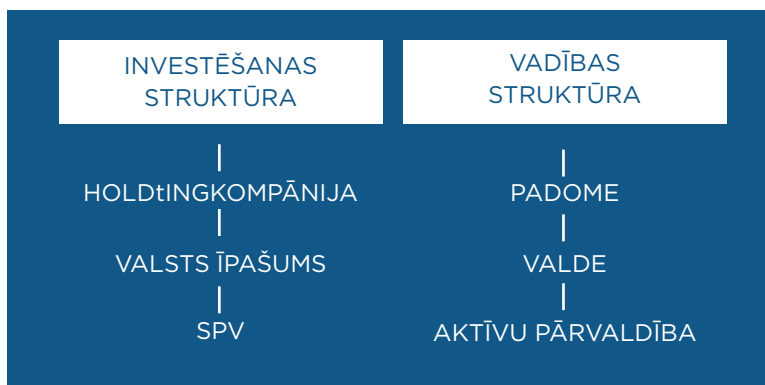 INVESTĒŠANAS
STRUKTŪRA
HOLDtINGKOMPĀNIJA
VALSTS ĪPAŠUMS
SPV
VADĪBAS
STRUKTŪRA
PADOME
VALDE
AKTĪVU PĀRVALDĪBA